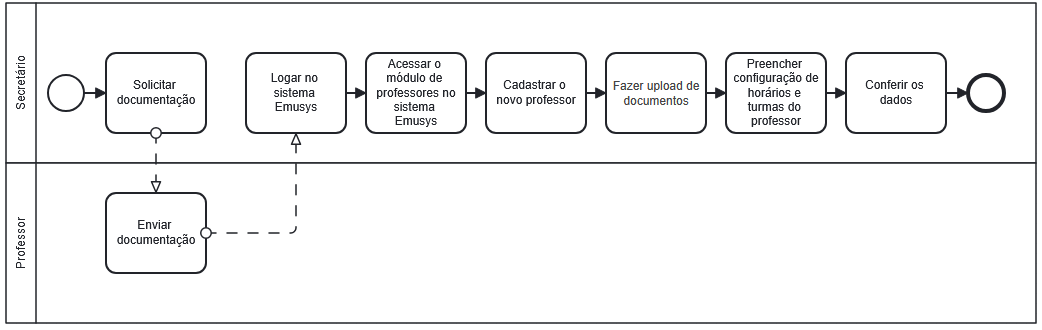 Secretário
Solicitar
documentação
Logar no
sistema
Emusys
Acessar o
módulo de
professores no
sistema
Emusys
Cadastrar o
novo professor
Fazer upload de
documentos
Preencher
configuração de
horários e
turmas do
professor
Conferir os
dados
Professor
Enviar
documentação